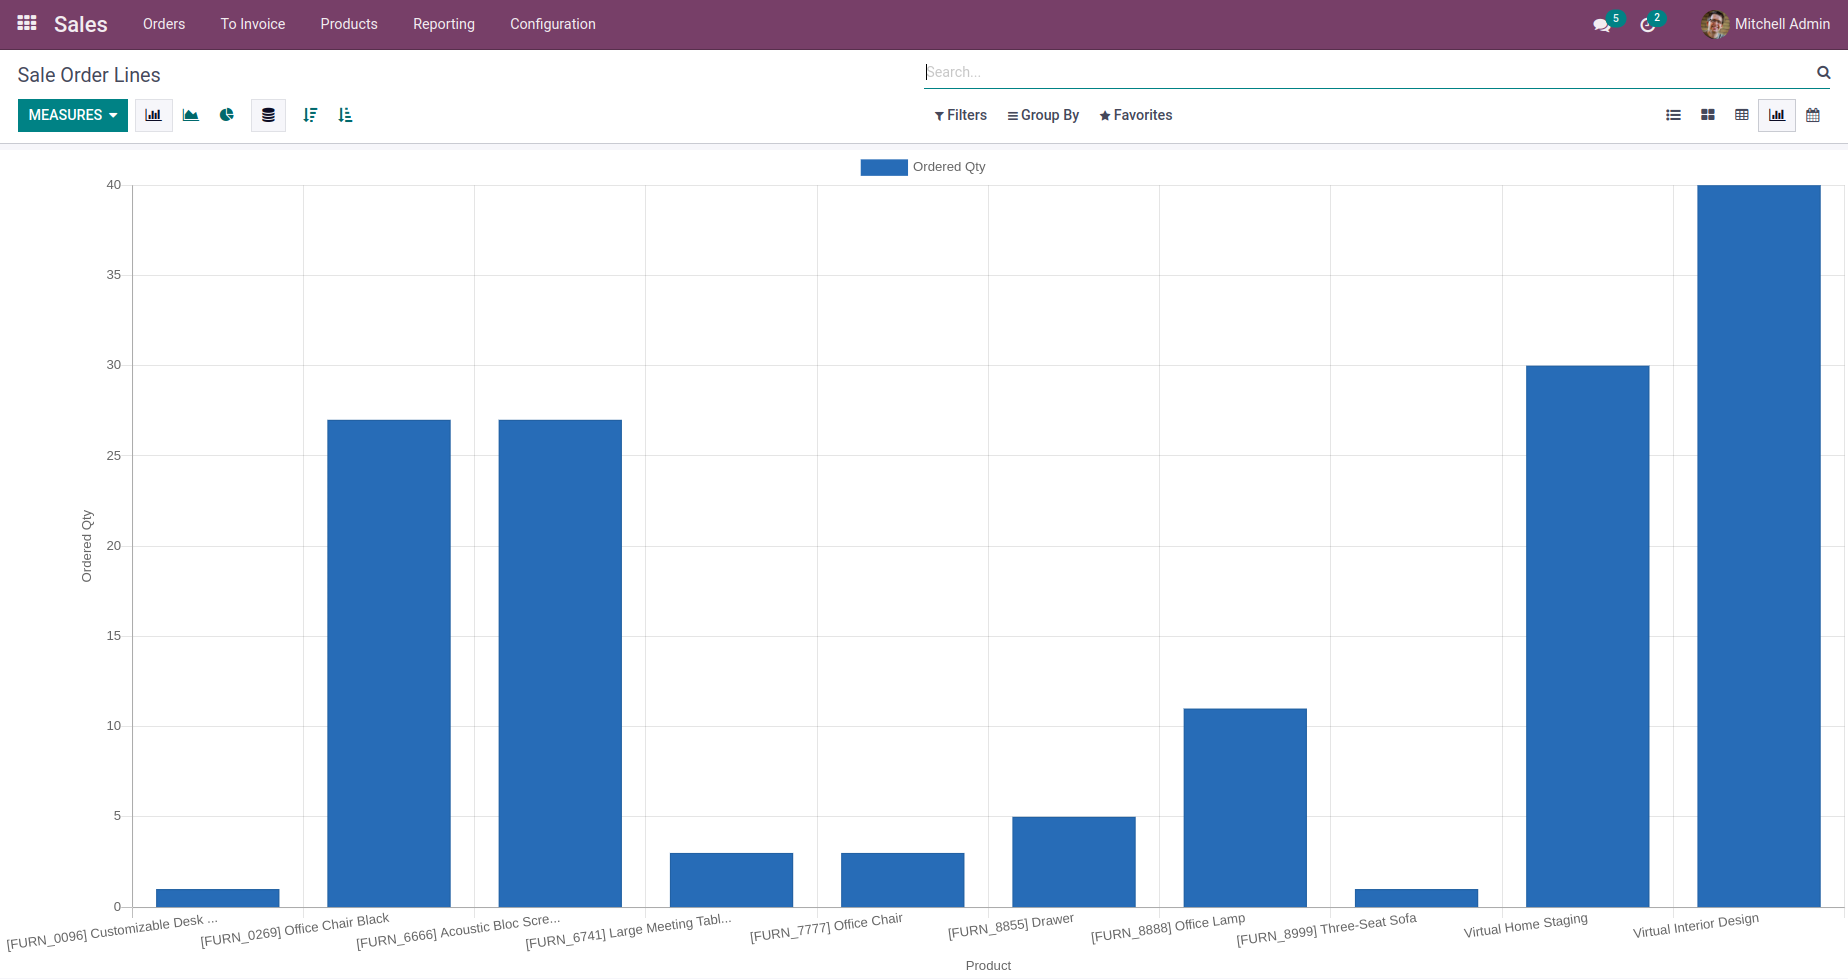 Sales Orders To Invoice Products Reporting Configuration 5 2 Mitchell Admin
Sale Order Lines
Search...
MEASURES Filters Group By Favorites
Ordered Qty
40
35
30
25
20
15
10
5
0
Ordered Qty
[FURN_0096] Customizable Desk ...
[FURN_0269] Office Chair Black
[FURN_6666] Acoustic Bloc Scre...
[FURN_6741] Large Meeting Tabl...
[FURN_7777] Office Chair
[FURN_8855] Drawer
[FURN_8888] Office Lamp
[FURN_8999] Three-Seat Sofa
Virtual Home Staging
Virtual Interior Design
Product